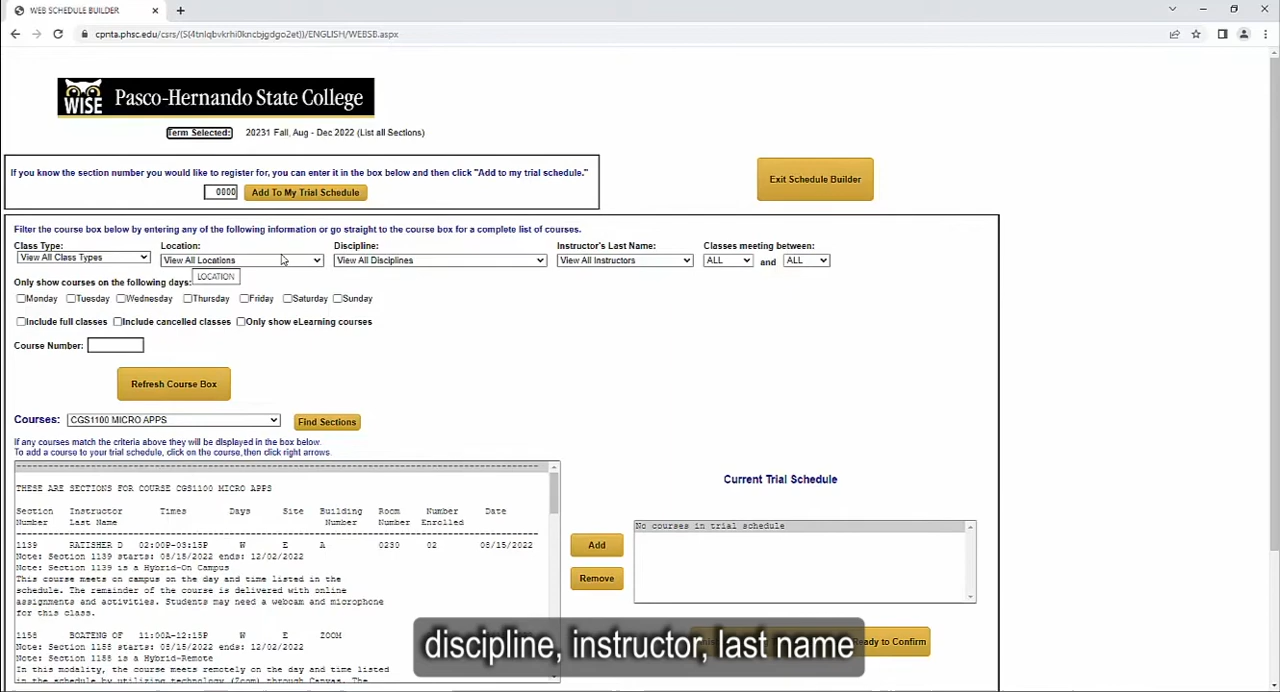 WEB SCHEDULE BUILDER
cpnta.phsc.edu/csrs/(S(4tnlqbvkrhi0kncbjgdgo2et))/ENGLISH/WEBSB.aspx
WISE Pasco-Hernando State College
Term Selected: 20231 Fall, Aug - Dec 2022 (List all Sections)
If you know the section number you would like to register for, you can enter it in the box below and then click "Add to my trial schedule."
0000 Add To My Trial Schedule
Exit Schedule Builder
Filter the course box below by entering any of the following information or go straight to the course box for a complete list of courses.
Class Type: Location: Discipline: Instructor's Last Name: Classes meeting between:
View All Class Types View All Locations View All Disciplines View All Instructors ALL and ALL
LOCATION
Only show courses on the following days:
Monday Tuesday Wednesday Thursday Friday Saturday Sunday
Include full classes Include cancelled classes Only show eLearning courses
Course Number:
Refresh Course Box
Courses: CGS1100 MICRO APPS Find Sections
If any courses match the criteria above they will be displayed in the box below.
To add a course to your trial schedule, click on the course, then click right arrows.
THESE ARE SECTIONS FOR COURSE CGS1100 MICRO APPS
Section Instructor Times Days Site Building Room Number Date
Number Last Name Number Number Enrolled
1139 RATISHER D 02:00P-03:15P W E A 0230 02 08/15/2022
Note: Section 1139 starts: 08/15/2022 ends: 12/02/2022
Note: Section 1139 is a Hybrid-On Campus
This course meets on campus on the day and time listed in the
schedule. The remainder of the course is delivered with online
assignments and activities. Students may need a webcam and microphone
for this class.
1158 BOATENG OF 11:00A-12:15P W E ZOOM
Note: Section 1158 starts: 08/15/2022 ends: 12/02/2022
Note: Section 1158 is a Hybrid-Remote
In this modality, the course meets remotely on the day and time listed
in the schedule by utilizing technology (Zoom) through Canvas. The
Current Trial Schedule
No courses in trial schedule
Add
Remove
Ready to Confirm
discipline, instructor, last name